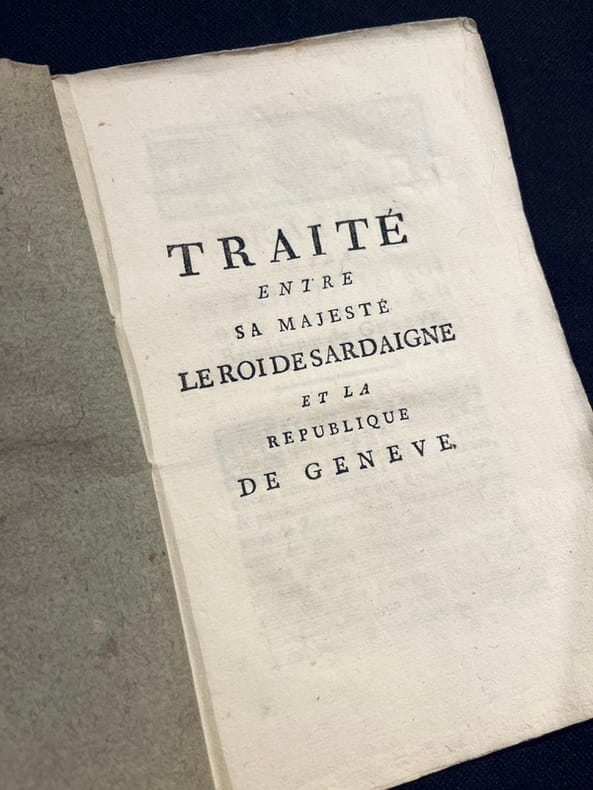 TRAITÉ
ENTRE
SA MAJESTÉ
LE ROI DE SARDAIGNE
ET LA
REPUBLIQUE
DE GENEVE,